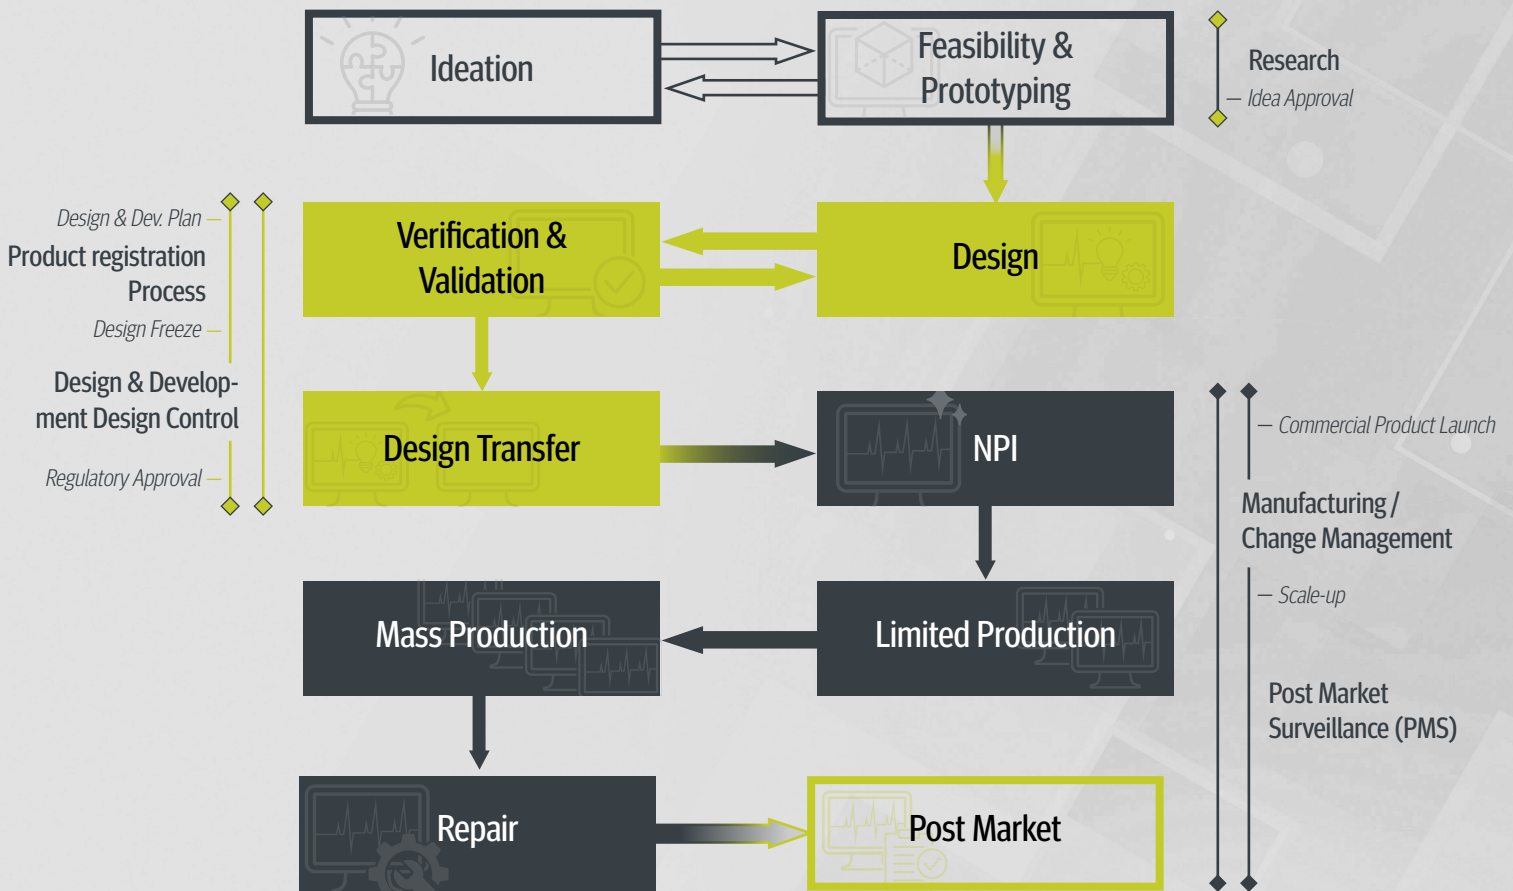 Ideation
Feasibility &
Prototyping
Research
— Idea Approval
Design & Dev. Plan —
Product registration
Process
Design Freeze —
Design & Develop-
ment Design Control
Regulatory Approval —
Verification &
Validation
Design
Design Transfer
NPI
— Commercial Product Launch
Manufacturing /
Change Management
— Scale-up
Mass Production
Limited Production
Post Market
Surveillance (PMS)
Repair
Post Market